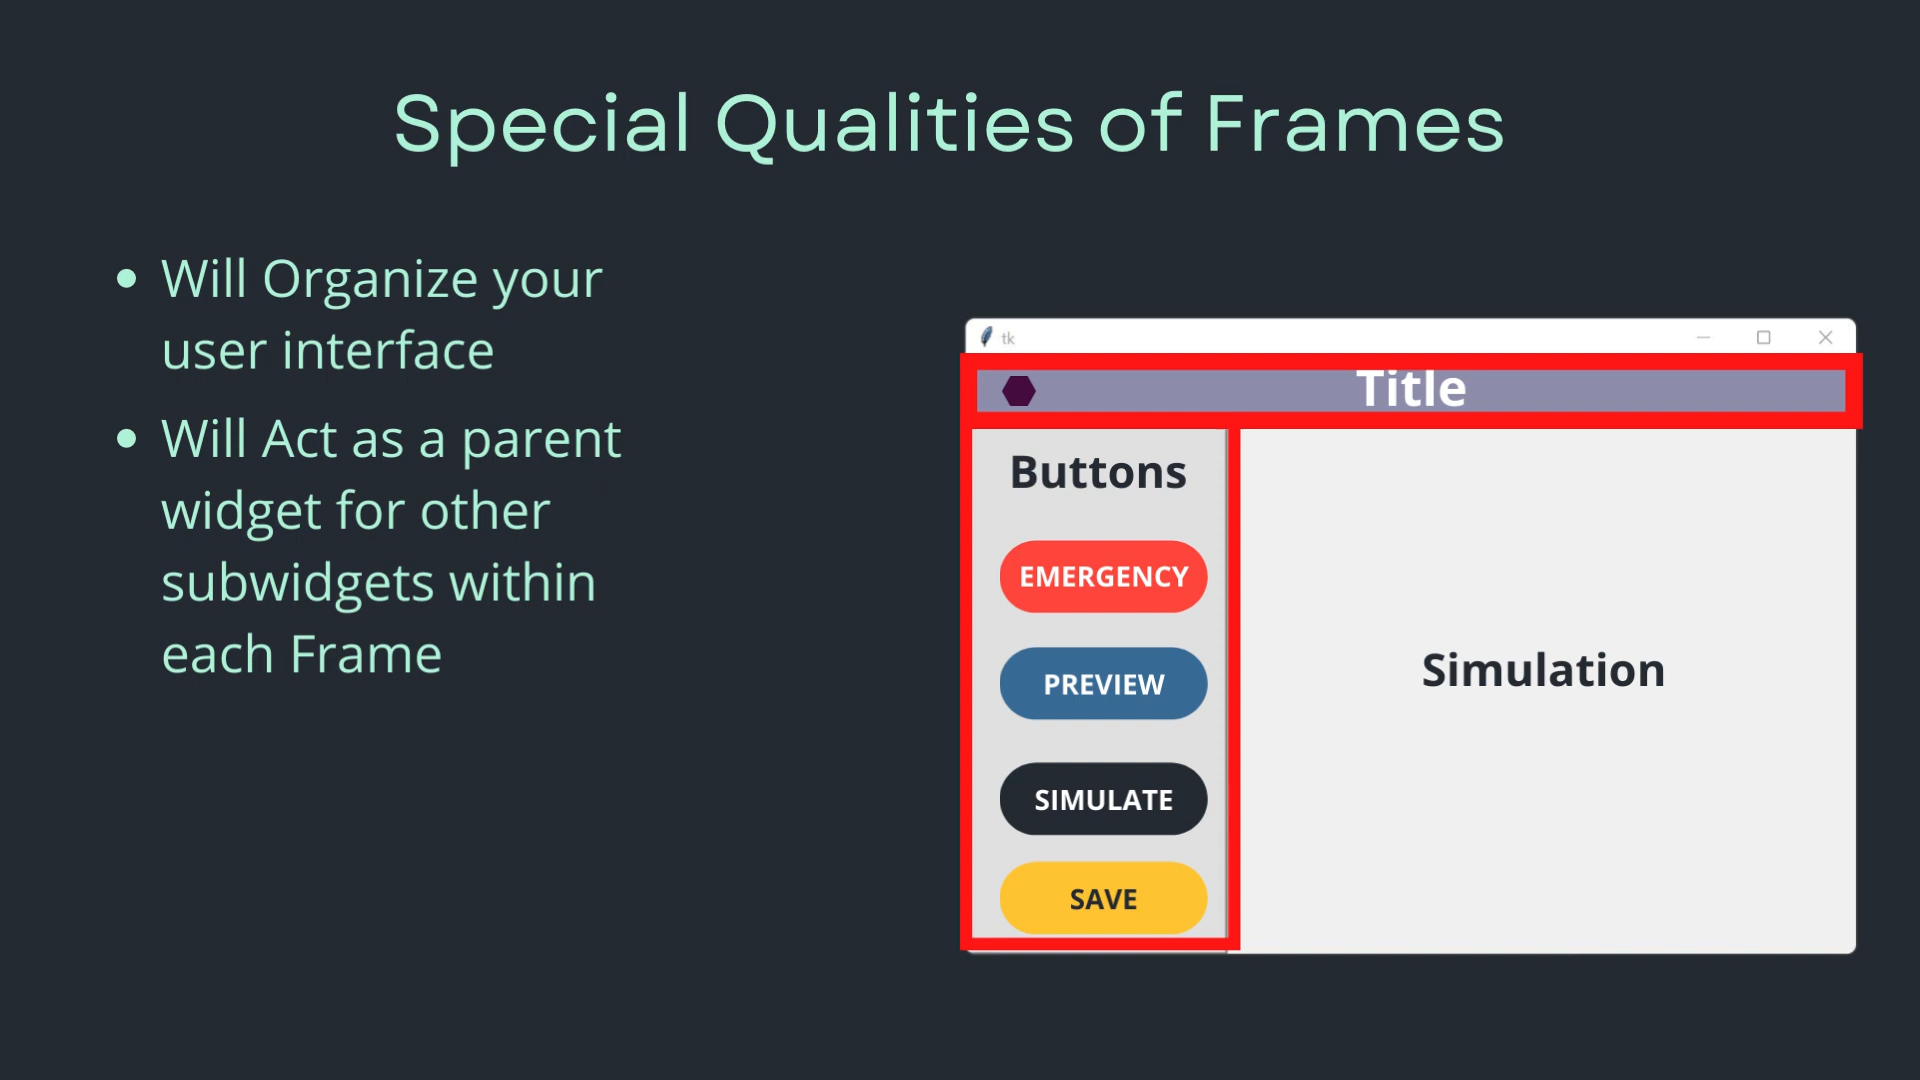 Special Qualities of Frames
• Will Organize your
user interface
• Will Act as a parent
widget for other
subwidgets within
each Frame
tk
Title
Buttons
EMERGENCY
PREVIEW
SIMULATE
SAVE
Simulation